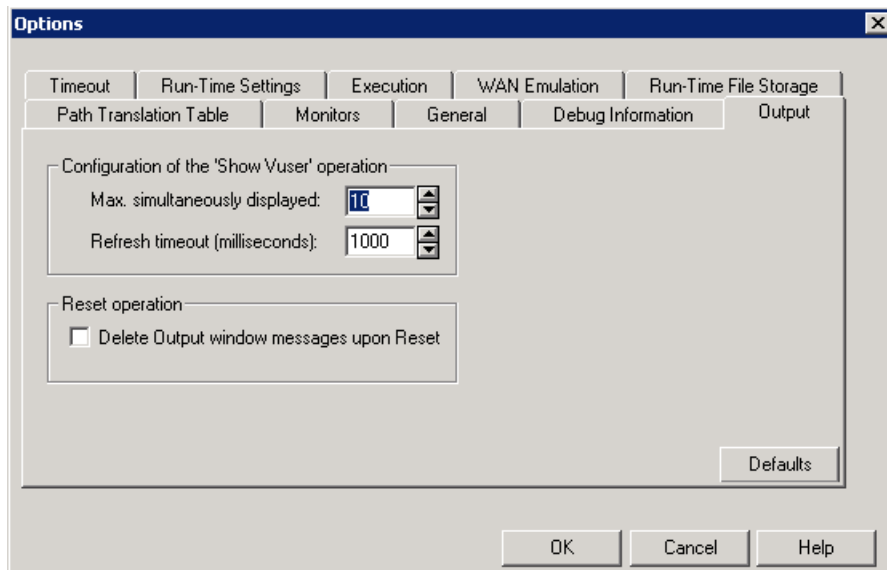 Options
Timeout Run-Time Settings Execution WAN Emulation Run-Time File Storage
Path Translation Table Monitors General Debug Information Output
Configuration of the 'Show Vuser' operation
Max. simultaneously displayed: 10
Refresh timeout (milliseconds): 1000
Reset operation
Delete Output window messages upon Reset
Defaults
OK Cancel Help